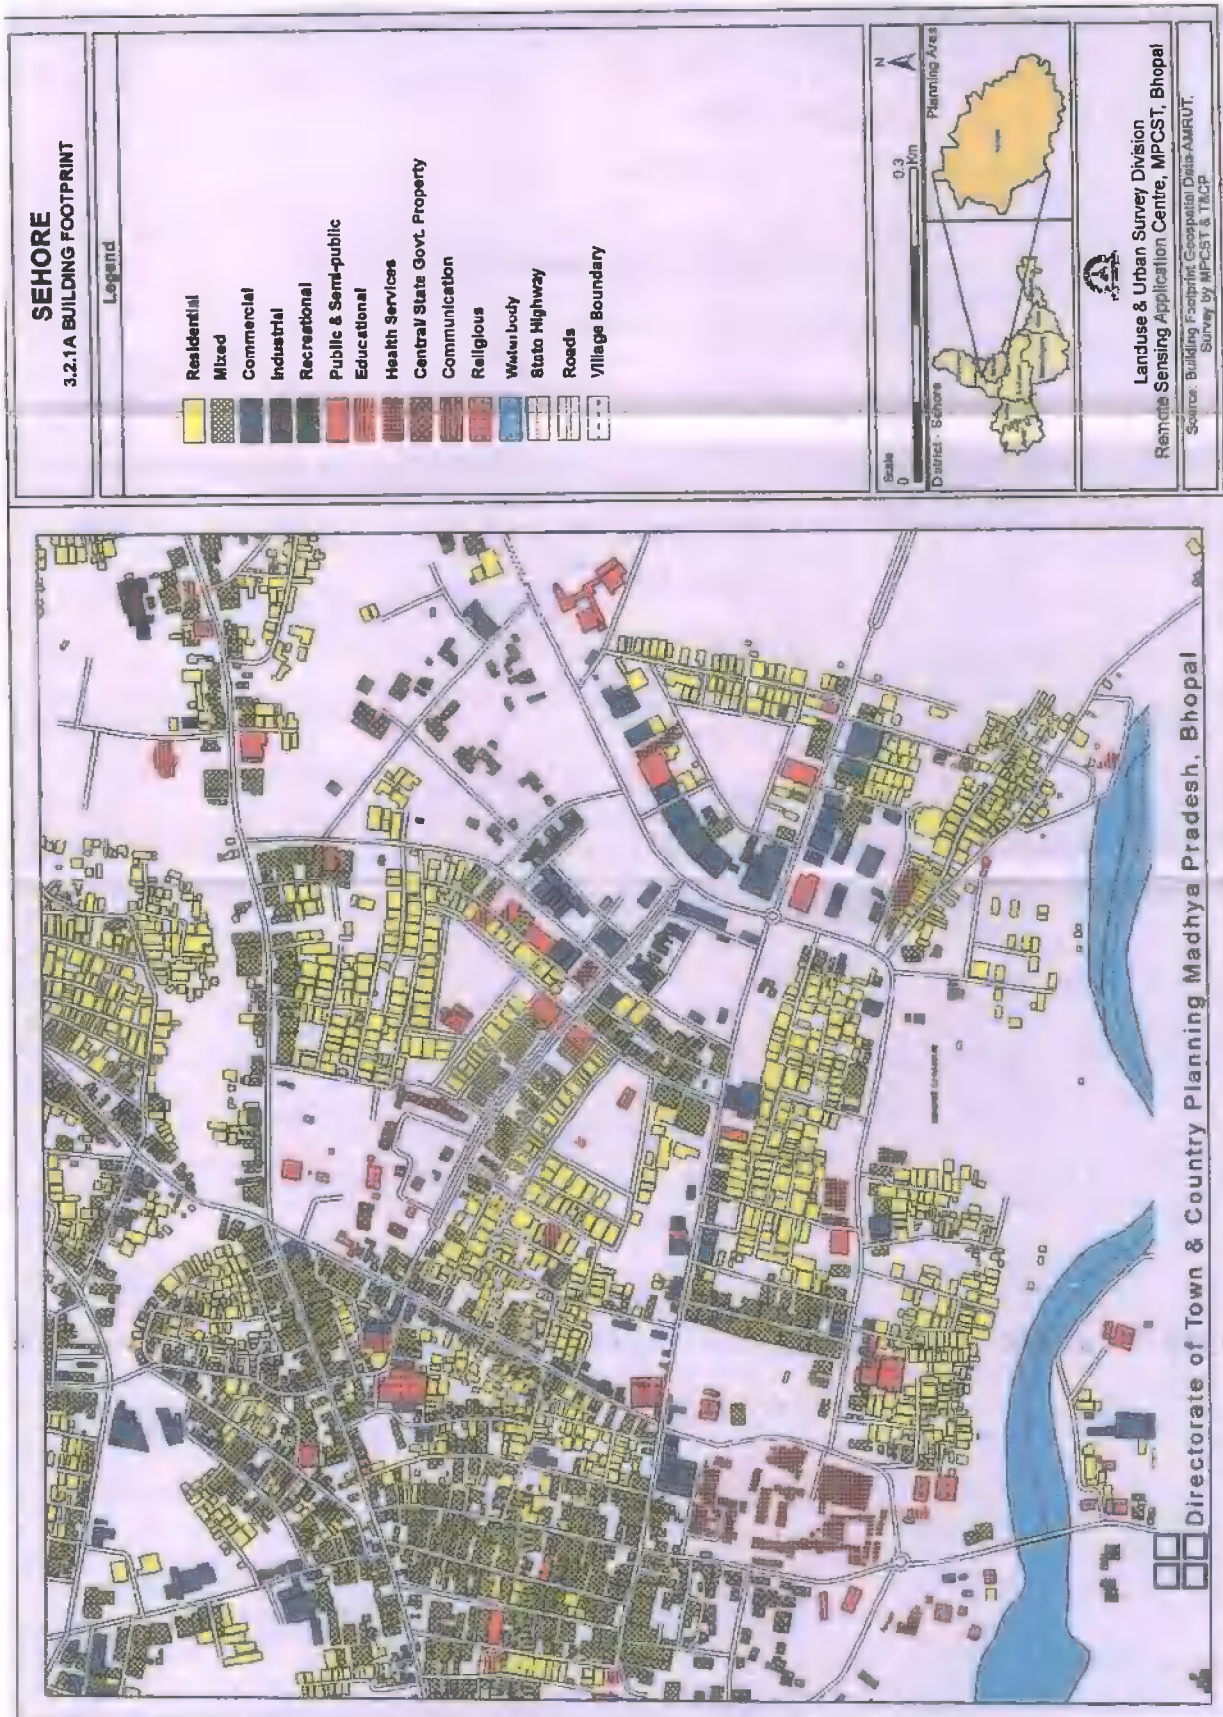 SEHORE
3.2.1A BUILDING FOOTPRINT
Legend
Residential
Mixed
Commercial
Industrial
Recreational
Public & Semi-public
Educational
Health Services
Central/ State Govt. Property
Communication
Religious
Waterbody
State Highway
Roads
Village Boundary
Scale
0
0.3
Km
N
District - Sehore
Planning Area
Landuse & Urban Survey Division
Remote Sensing Application Centre, MPCST, Bhopal
Source: Building Footprint Geospatial Data-AMRUT,
Survey by MPCST & T&CP
Directorate of Town & Country Planning Madhya Pradesh, Bhopal